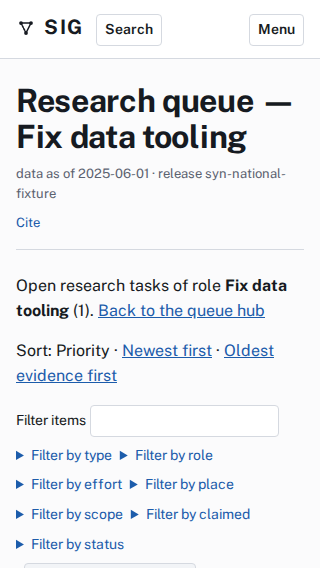 SIG Search Menu
Research queue —
Fix data tooling
data as of 2025-06-01 · release syn-national-
fixture
Cite
Open research tasks of role Fix data
tooling (1). Back to the queue hub
Sort: Priority · Newest first · Oldest
evidence first
Filter items
▶ Filter by type ▶ Filter by role
▶ Filter by effort ▶ Filter by place
▶ Filter by scope ▶ Filter by claimed
▶ Filter by status